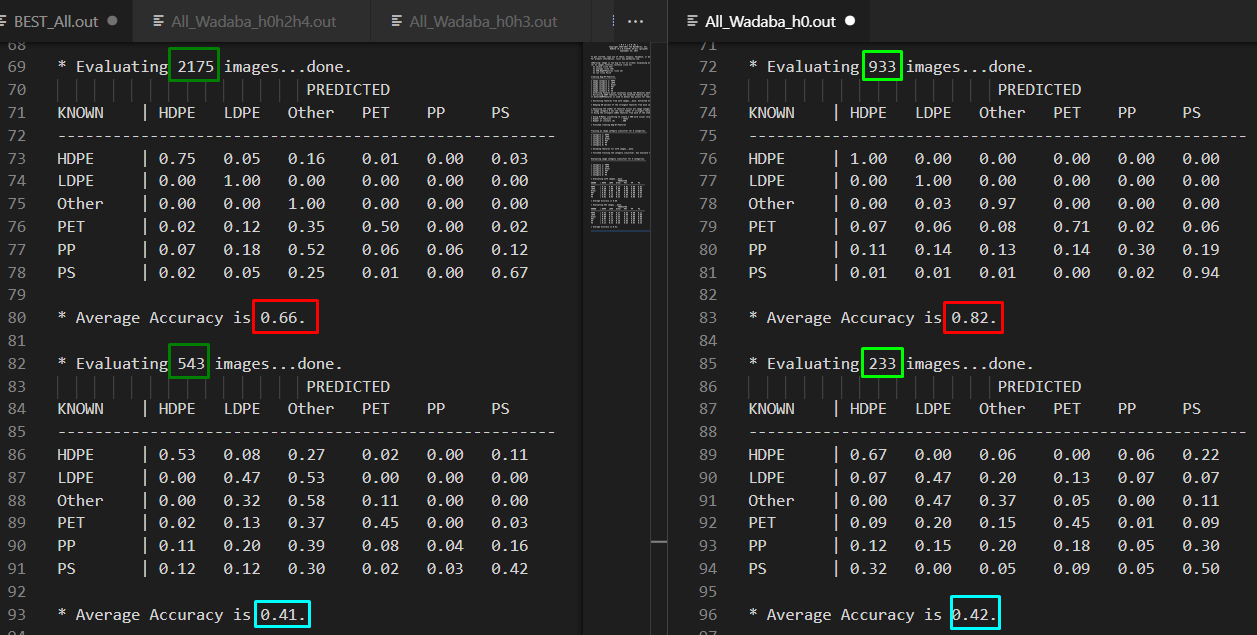 BEST_All.out All_Wadaba_h0h2h4.out All_Wadaba_h0h3.out ...
68
69 * Evaluating 2175 images...done.
70 PREDICTED
71 KNOWN | HDPE LDPE Other PET PP PS
72 ------------------------------------------------------
73 HDPE | 0.75 0.05 0.16 0.01 0.00 0.03
74 LDPE | 0.00 1.00 0.00 0.00 0.00 0.00
75 Other | 0.00 0.00 1.00 0.00 0.00 0.00
76 PET | 0.02 0.12 0.35 0.50 0.00 0.02
77 PP | 0.07 0.18 0.52 0.06 0.06 0.12
78 PS | 0.02 0.05 0.25 0.01 0.00 0.67
79
80 * Average Accuracy is 0.66.
81
82 * Evaluating 543 images...done.
83 PREDICTED
84 KNOWN | HDPE LDPE Other PET PP PS
85 ------------------------------------------------------
86 HDPE | 0.53 0.08 0.27 0.02 0.00 0.11
87 LDPE | 0.00 0.47 0.53 0.00 0.00 0.00
88 Other | 0.00 0.32 0.58 0.11 0.00 0.00
89 PET | 0.02 0.13 0.37 0.45 0.00 0.03
90 PP | 0.11 0.20 0.39 0.08 0.04 0.16
91 PS | 0.12 0.12 0.30 0.02 0.03 0.42
92
93 * Average Accuracy is 0.41.
All_Wadaba_h0.out
71
72 * Evaluating 933 images...done.
73 PREDICTED
74 KNOWN | HDPE LDPE Other PET PP PS
75 ------------------------------------------------------
76 HDPE | 1.00 0.00 0.00 0.00 0.00 0.00
77 LDPE | 0.00 1.00 0.00 0.00 0.00 0.00
78 Other | 0.00 0.03 0.97 0.00 0.00 0.00
79 PET | 0.07 0.06 0.08 0.71 0.02 0.06
80 PP | 0.11 0.14 0.13 0.14 0.30 0.19
81 PS | 0.01 0.01 0.01 0.00 0.02 0.94
82
83 * Average Accuracy is 0.82.
84
85 * Evaluating 233 images...done.
86 PREDICTED
87 KNOWN | HDPE LDPE Other PET PP PS
88 ------------------------------------------------------
89 HDPE | 0.67 0.00 0.06 0.00 0.06 0.22
90 LDPE | 0.07 0.47 0.20 0.13 0.07 0.07
91 Other | 0.00 0.47 0.37 0.05 0.00 0.11
92 PET | 0.09 0.20 0.15 0.45 0.01 0.09
93 PP | 0.12 0.15 0.20 0.18 0.05 0.30
94 PS | 0.32 0.00 0.05 0.09 0.05 0.50
95
96 * Average Accuracy is 0.42.